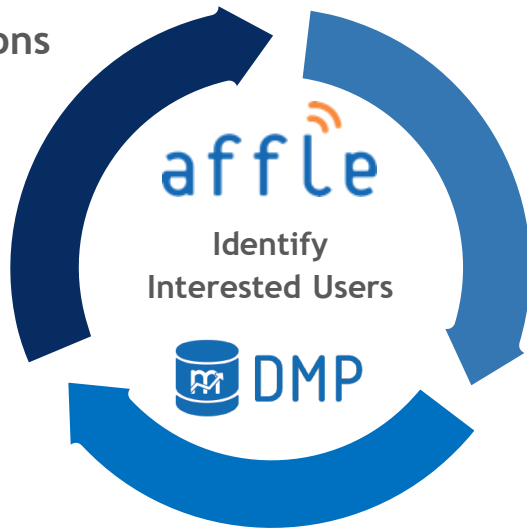 ons
affle
Identify
Interested Users
m DMP